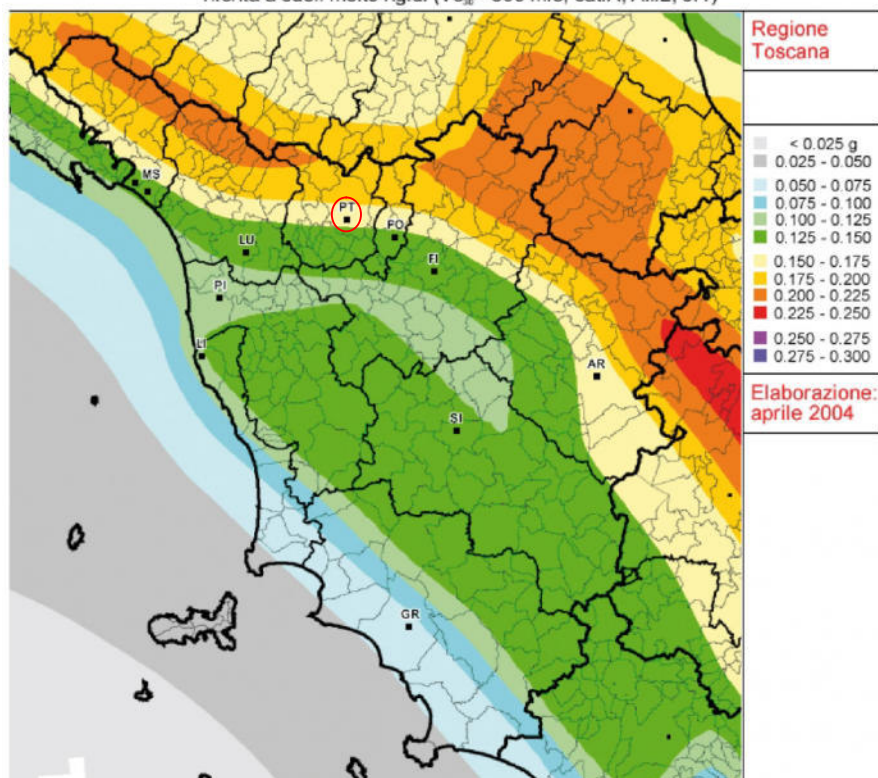 Regione
Toscana
< 0.025 g
0.025 - 0.050
0.050 - 0.075
0.075 - 0.100
0.100 - 0.125
0.125 - 0.150
0.150 - 0.175
0.175 - 0.200
0.200 - 0.225
0.225 - 0.250
0.250 - 0.275
0.275 - 0.300
Elaborazione:
aprile 2004
MS
PT
PO
LU
FI
PI
LI
AR
SI
GR